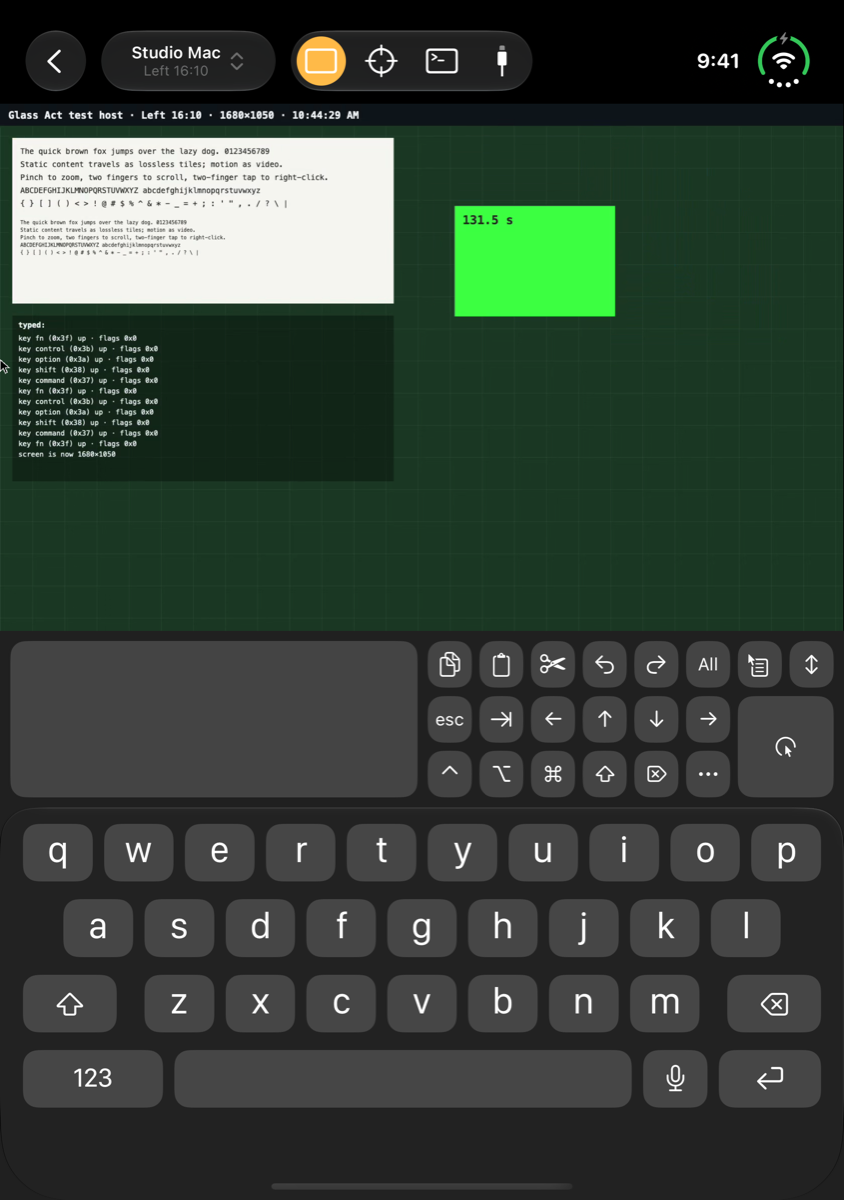 Studio Mac
Left 16:10
9:41
Glass Act test host · Left 16:10 · 1680×1050 · 10:44:29 AM
The quick brown fox jumps over the lazy dog. 0123456789
Static content travels as lossless tiles; motion as video.
Pinch to zoom, two fingers to scroll, two-finger tap to right-click.
ABCDEFGHIJKLMNOPQRSTUVWXYZ abcdefghijklmnopqrstuvwxyz
{ } [ ] ( ) < > ! @ # $ % ^ & * − _ = + ; : ' " , . / ? \ |
The quick brown fox jumps over the lazy dog. 0123456789
Static content travels as lossless tiles; motion as video.
Pinch to zoom, two fingers to scroll, two-finger tap to right-click.
ABCDEFGHIJKLMNOPQRSTUVWXYZ abcdefghijklmnopqrstuvwxyz
{ } [ ] ( ) < > ! @ # $ % ^ & * − _ = + ; : ' " , . / ? \ |
131.5 s
typed:
key fn (0x3f) up · flags 0x0
key control (0x3b) up · flags 0x0
key option (0x3a) up · flags 0x0
key shift (0x38) up · flags 0x0
key command (0x37) up · flags 0x0
key fn (0x3f) up · flags 0x0
key control (0x3b) up · flags 0x0
key option (0x3a) up · flags 0x0
key shift (0x38) up · flags 0x0
key command (0x37) up · flags 0x0
key fn (0x3f) up · flags 0x0
screen is now 1680×1050
All
esc
q w e r t y u i o p
a s d f g h j k l
z x c v b n m
123